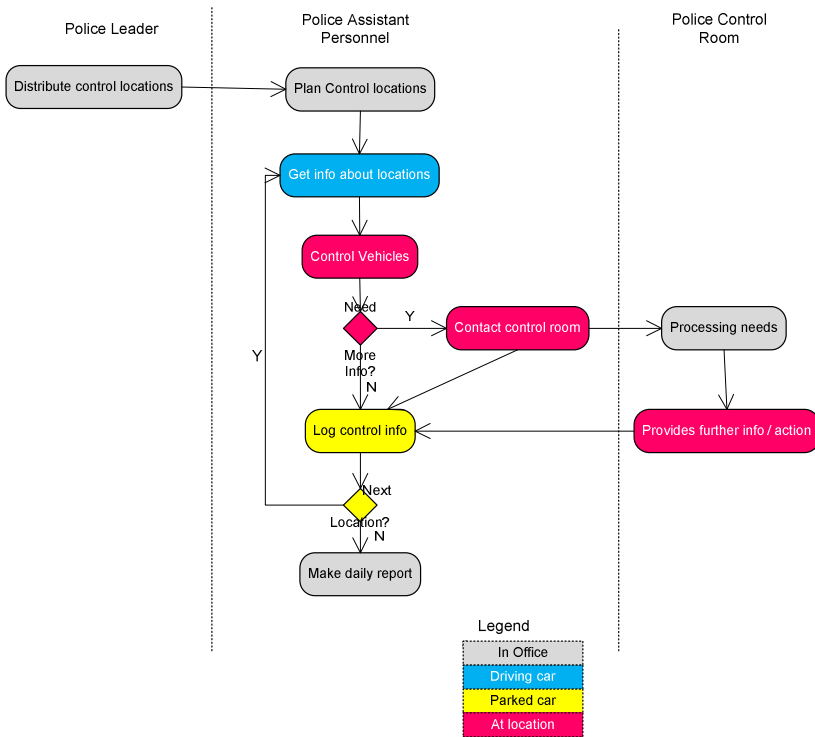 Police Leader
Police Assistant
Personnel
Police Control
Room
Distribute control locations
Plan Control locations
Get info about locations
Control Vehicles
Need
More
Info?
Y
Contact control room
Processing needs
N
Y
Log control info
Provides further info / action
Next
Location?
N
Make daily report
Legend
In Office
Driving car
Parked car
At location